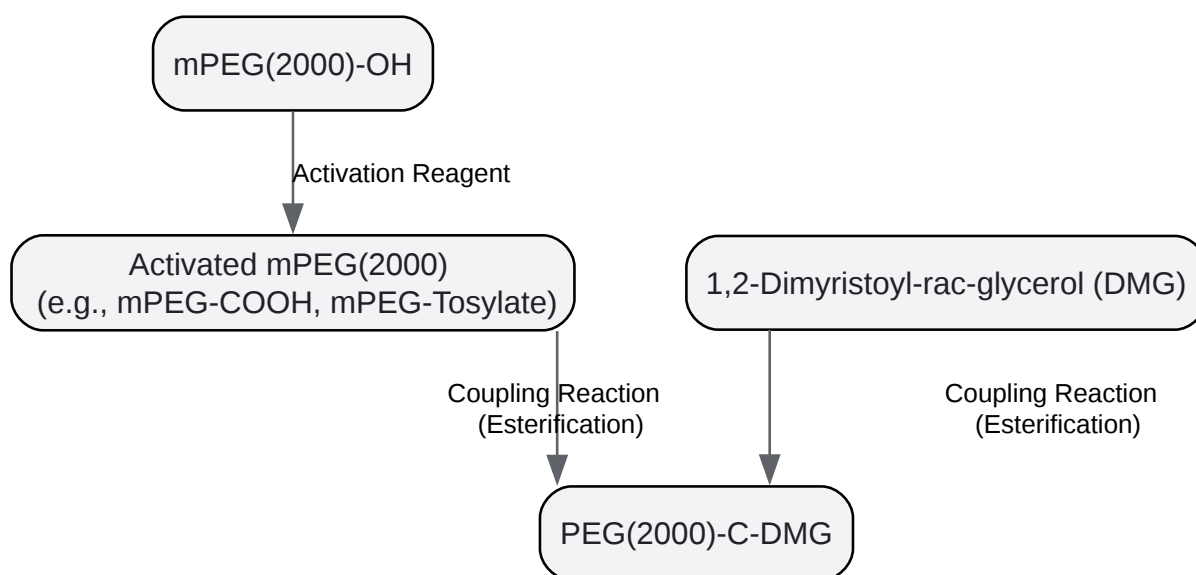 mPEG(2000)-OH
Activation Reagent
Activated mPEG(2000)
(e.g., mPEG-COOH, mPEG-Tosylate)
1,2-Dimyristoyl-rac-glycerol (DMG)
Coupling Reaction
(Esterification)
Coupling Reaction
(Esterification)
PEG(2000)-C-DMG